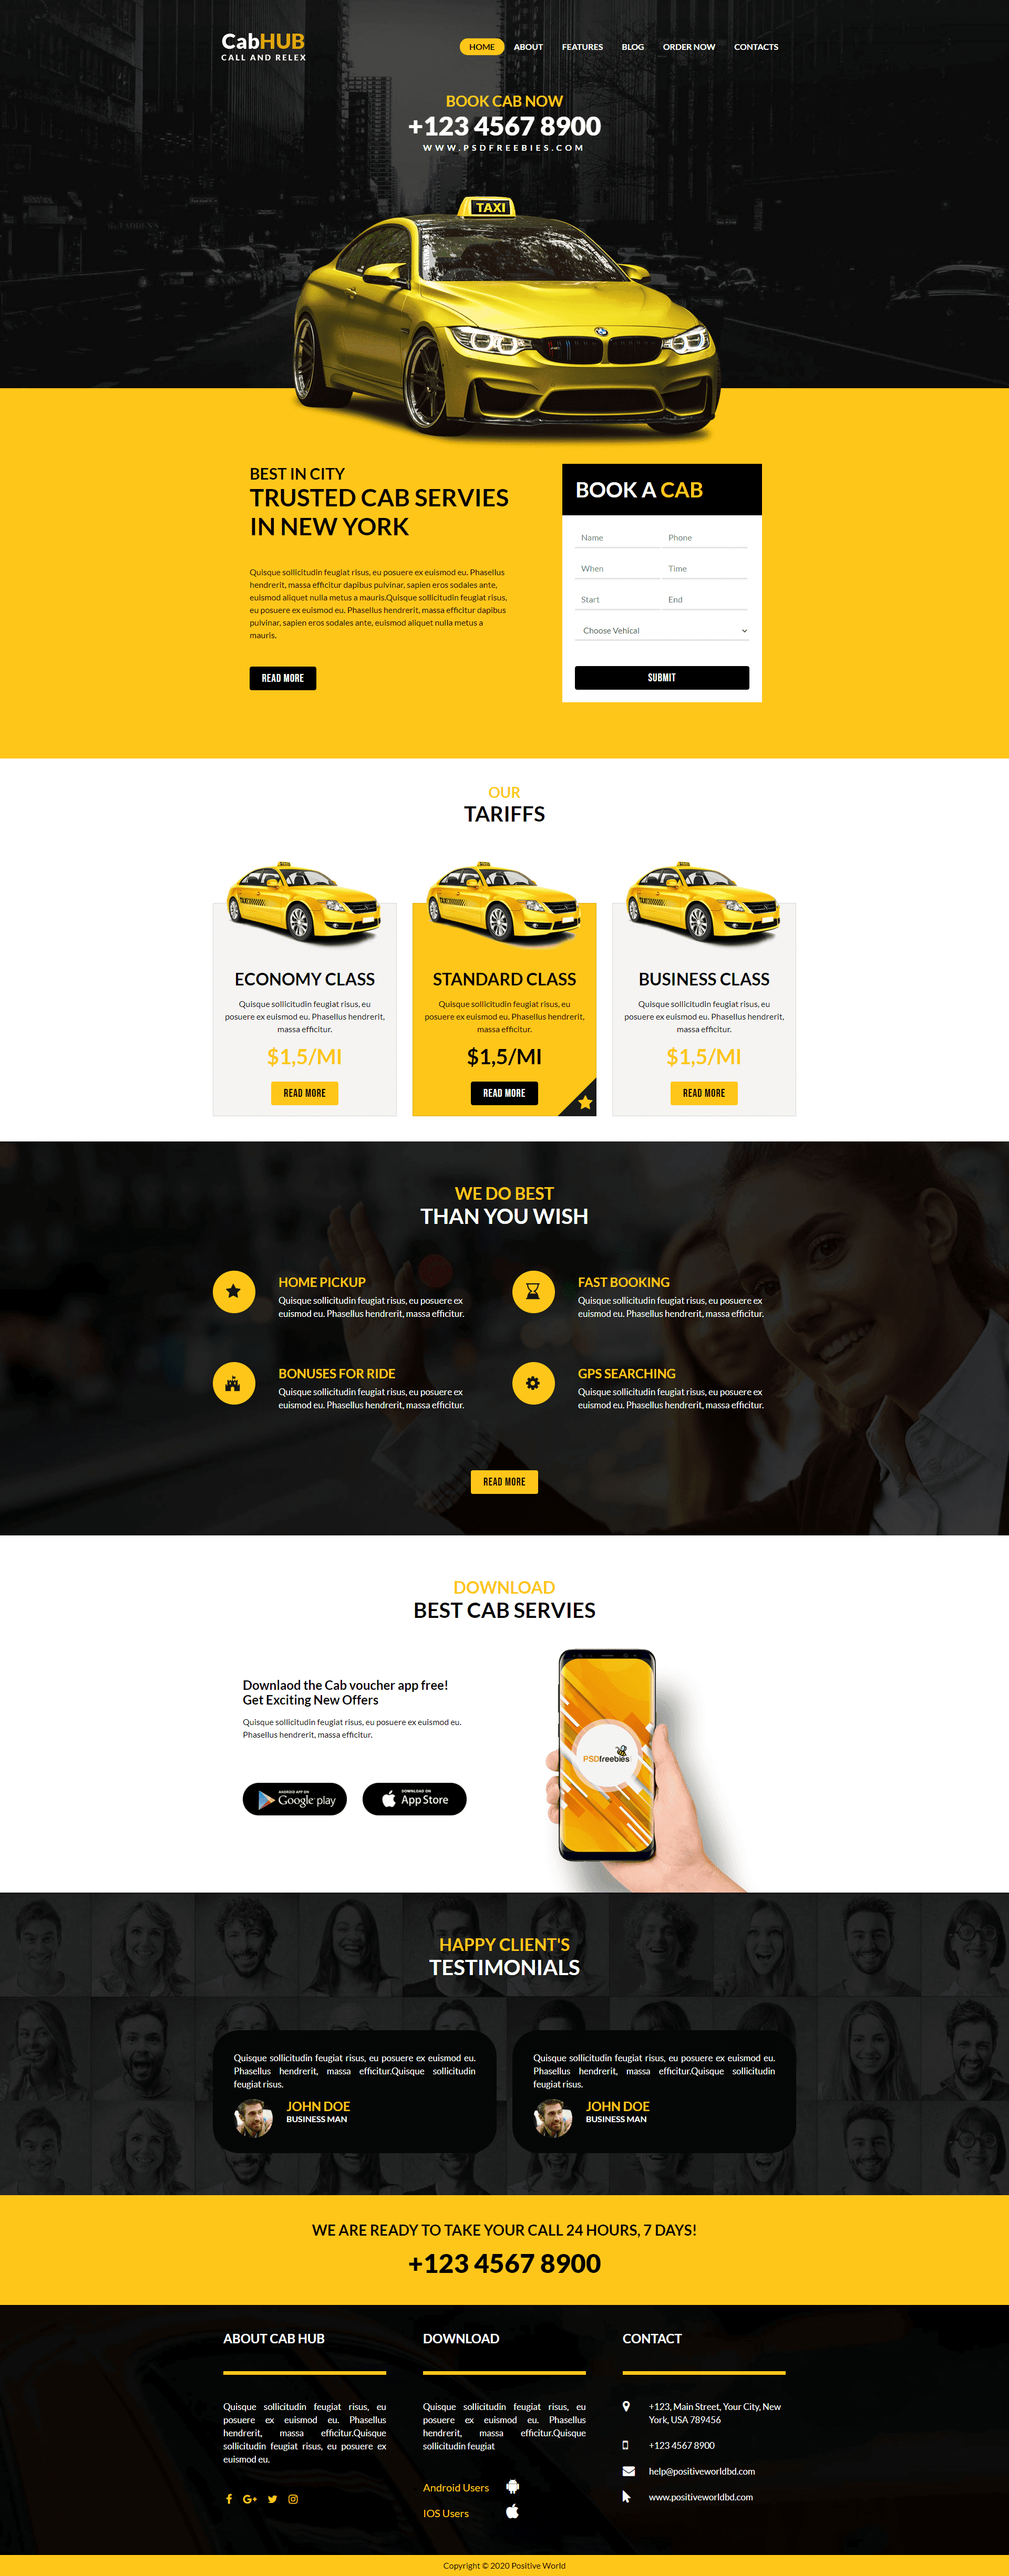 CabHUB
CALL AND RELEX
HOME ABOUT FEATURES BLOG ORDER NOW CONTACTS
BOOK CAB NOW
+123 4567 8900
WWW.PSDFREEBIES.COM
TAXI
BEST IN CITY
TRUSTED CAB SERVIES
IN NEW YORK
Quisque sollicitudin feugiat risus, eu posuere ex euismod eu. Phasellus
hendrerit, massa efficitur dapibus pulvinar, sapien eros sodales ante,
euismod aliquet nulla metus a mauris.Quisque sollicitudin feugiat risus,
eu posuere ex euismod eu. Phasellus hendrerit, massa efficitur dapibus
pulvinar, sapien eros sodales ante, euismod aliquet nulla metus a
mauris.
READ MORE
BOOK A CAB
Name Phone
When Time
Start End
Choose Vehical
SUBMIT
OUR
TARIFFS
ECONOMY CLASS
Quisque sollicitudin feugiat risus, eu
posuere ex euismod eu. Phasellus hendrerit,
massa efficitur.
$1,5/MI
READ MORE
STANDARD CLASS
Quisque sollicitudin feugiat risus, eu
posuere ex euismod eu. Phasellus hendrerit,
massa efficitur.
$1,5/MI
READ MORE
BUSINESS CLASS
Quisque sollicitudin feugiat risus, eu
posuere ex euismod eu. Phasellus hendrerit,
massa efficitur.
$1,5/MI
READ MORE
WE DO BEST
THAN YOU WISH
HOME PICKUP
Quisque sollicitudin feugiat risus, eu posuere ex
euismod eu. Phasellus hendrerit, massa efficitur.
FAST BOOKING
Quisque sollicitudin feugiat risus, eu posuere ex
euismod eu. Phasellus hendrerit, massa efficitur.
BONUSES FOR RIDE
Quisque sollicitudin feugiat risus, eu posuere ex
euismod eu. Phasellus hendrerit, massa efficitur.
GPS SEARCHING
Quisque sollicitudin feugiat risus, eu posuere ex
euismod eu. Phasellus hendrerit, massa efficitur.
READ MORE
DOWNLOAD
BEST CAB SERVIES
Downlaod the Cab voucher app free!
Get Exciting New Offers
Quisque sollicitudin feugiat risus, eu posuere ex euismod eu.
Phasellus hendrerit, massa efficitur.
ANDROID APP ON
Google play
DOWNLOAD ON
App Store
PSDfreebies
HAPPY CLIENT'S
TESTIMONIALS
Quisque sollicitudin feugiat risus, eu posuere ex euismod eu.
Phasellus hendrerit, massa efficitur.Quisque sollicitudin
feugiat risus.
JOHN DOE
BUSINESS MAN
Quisque sollicitudin feugiat risus, eu posuere ex euismod eu.
Phasellus hendrerit, massa efficitur.Quisque sollicitudin
feugiat risus.
JOHN DOE
BUSINESS MAN
WE ARE READY TO TAKE YOUR CALL 24 HOURS, 7 DAYS!
+123 4567 8900
ABOUT CAB HUB
Quisque sollicitudin feugiat risus, eu
posuere ex euismod eu. Phasellus
hendrerit, massa efficitur.Quisque
sollicitudin feugiat risus, eu posuere ex
euismod eu.
DOWNLOAD
Quisque sollicitudin feugiat risus, eu
posuere ex euismod eu. Phasellus
hendrerit, massa efficitur.Quisque
sollicitudin feugiat
Android Users
IOS Users
CONTACT
+123, Main Street, Your City, New
York, USA 789456
+123 4567 8900
help@positiveworldbd.com
www.positiveworldbd.com
Copyright © 2020 Positive World